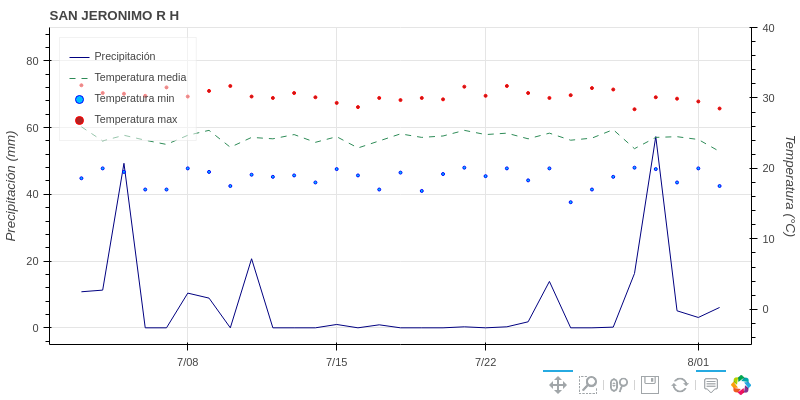 SAN JERONIMO R H
Precipitación
Temperatura media
Temperatura min
Temperatura max
Precipitación (mm)
80
60
40
20
0
Temperatura (°C)
40
30
20
10
0
7/08
7/15
7/22
8/01